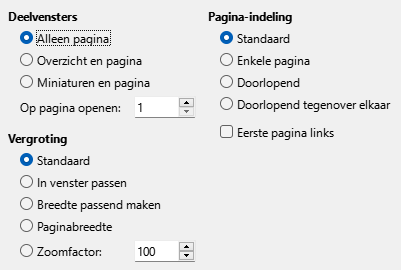 Deelvensters
Alleen pagina
Overzicht en pagina
Miniaturen en pagina
Op pagina openen: 1
Vergroting
Standaard
In venster passen
Breedte passend maken
Paginabreedte
Zoomfactor: 100
Pagina-indeling
Standaard
Enkele pagina
Doorlopend
Doorlopend tegenover elkaar
Eerste pagina links